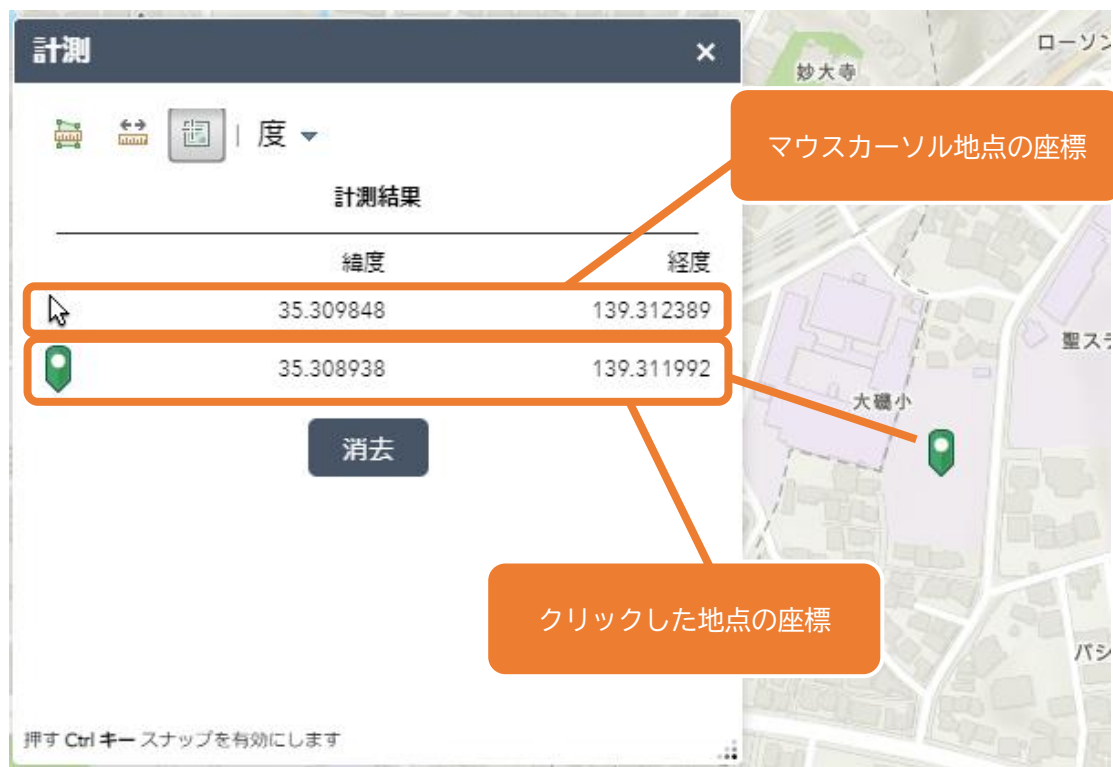 計測
×
度
計測結果
緯度 経度
35.309848 139.312389
35.308938 139.311992
消去
押す Ctrl キー スナップを有効にします
マウスカーソル地点の座標
クリックした地点の座標
妙大寺
ローソン
大磯小
聖ステ
パシ